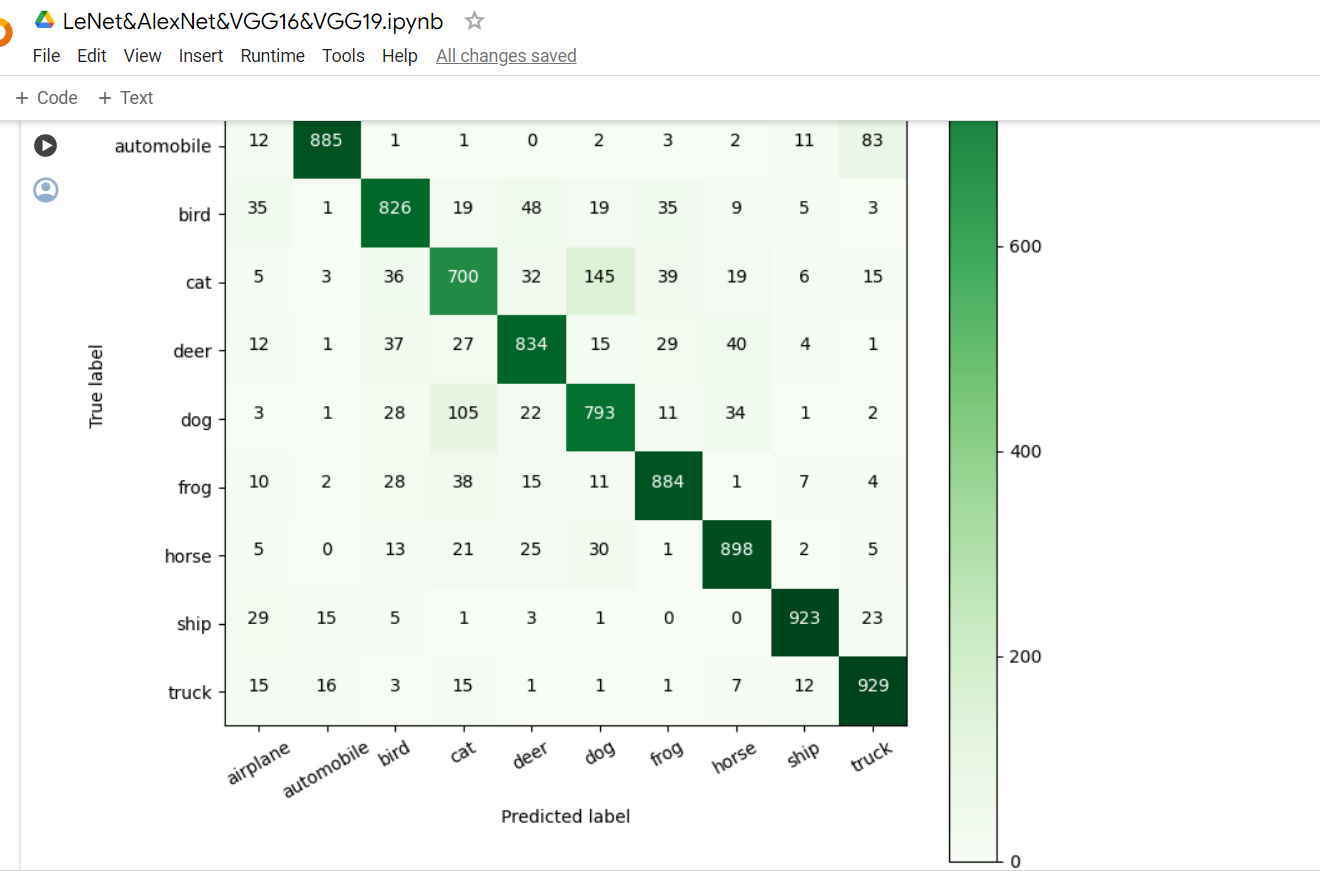 LeNet&AlexNet&VGG16&VGG19.ipynb
File Edit View Insert Runtime Tools Help All changes saved
+ Code + Text
automobile 12 885 1 1 0 2 3 2 11 83
bird 35 1 826 19 48 19 35 9 5 3
600
cat 5 3 36 700 32 145 39 19 6 15
True label
deer 12 1 37 27 834 15 29 40 4 1
dog 3 1 28 105 22 793 11 34 1 2
400
frog 10 2 28 38 15 11 884 1 7 4
horse 5 0 13 21 25 30 1 898 2 5
ship 29 15 5 1 3 1 0 0 923 23
200
truck 15 16 3 15 1 1 1 7 12 929
airplane automobile bird cat deer dog frog horse ship truck
Predicted label
0